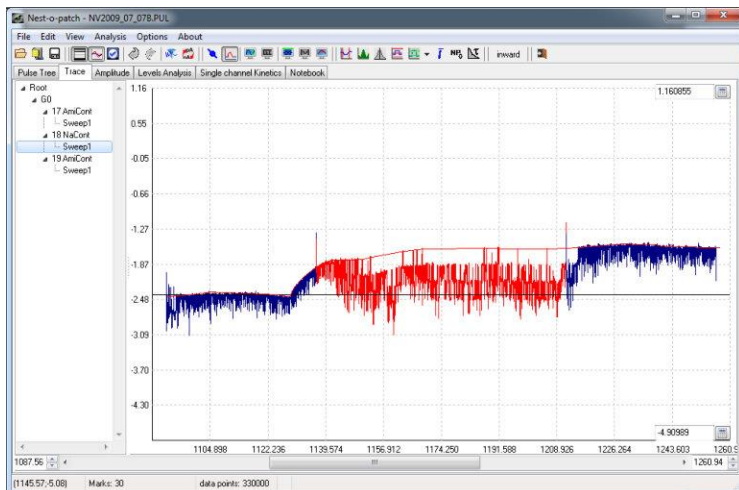 Nest-o-patch - NV2009_07_07B.PUL
File Edit View Analysis Options About
NPo inward
Pulse Tree Trace Amplitude Levels Analysis Single channel Kinetics Notebook
Root
G0
17 AmiCont
Sweep1
18 NaCont
Sweep1
19 AmiCont
Sweep1
1.16
0.55
-0.05
-0.66
-1.27
-1.87
-2.48
-3.09
-3.70
-4.30
1.160855
-4.90989
1104.898 1122.236 1139.574 1156.912 1174.250 1191.588 1208.926 1226.264 1243.603 1260.9
1087.56 1260.94
(1145.57;-5.08) Marks: 30 data points: 330000